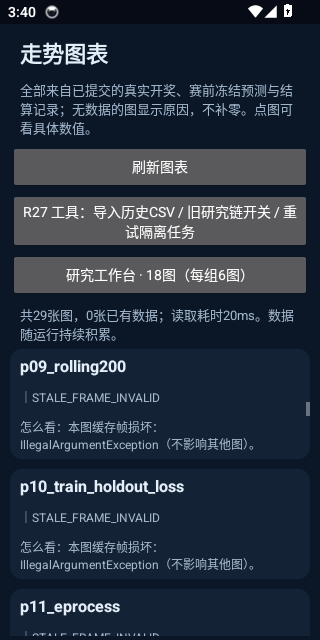 3:40
走势图表
全部来自已提交的真实开奖、赛前冻结预测与结
算记录；无数据的图显示原因，不补零。点图可
看具体数值。
刷新图表
R27 工具：导入历史CSV / 旧研究链开关 / 重
试隔离任务
研究工作台 · 18图（每组6图）
共29张图，0张已有数据；读取耗时20ms。数据
随运行持续积累。
p09_rolling200
｜STALE_FRAME_INVALID
怎么看：本图缓存帧损坏：
IllegalArgumentException（不影响其他图）。
p10_train_holdout_loss
｜STALE_FRAME_INVALID
怎么看：本图缓存帧损坏：
IllegalArgumentException（不影响其他图）。
p11_eprocess
｜STALE_FRAME_INVALID